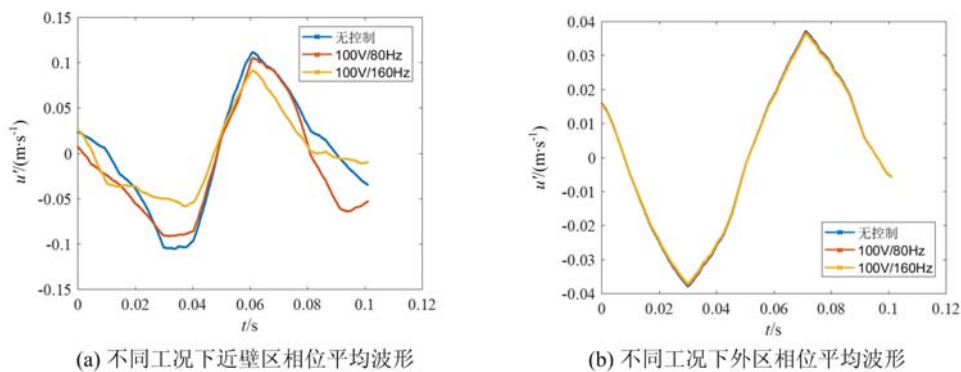 0.15
0.1
0.05
0
-0.05
-0.1
-0.15
u'/(m·s⁻¹)
无控制
100V/80Hz
100V/160Hz
0 0.02 0.04 0.06 0.08 0.1 0.12
t/s
(a) 不同工况下近壁区相位平均波形
0.04
0.03
0.02
0.01
0
-0.01
-0.02
-0.03
-0.04
u'/(m·s⁻¹)
无控制
100V/80Hz
100V/160Hz
0 0.02 0.04 0.06 0.08 0.1 0.12
t/s
(b) 不同工况下外区相位平均波形